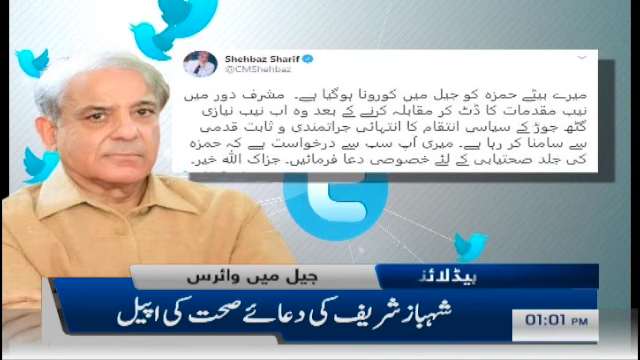 Shehbaz Sharif
@CMShehbaz
میرے بیٹے حمزہ کو جیل میں کورونا ہوگیا ہے۔ مشرف دور میں
نیب مقدمات کا ڈٹ کر مقابلہ کرنے کے بعد وہ اب نیب نیازی
گٹھ جوڑ کے سیاسی انتقام کا انتہائی جراتمندی و ثابت قدمی
سے سامنا کر رہا ہے۔ میری آپ سب سے درخواست ہے کہ حمزہ
کی جلد صحتیابی کے لئے خصوصی دعا فرمائیں۔ جزاک اللہ خیر۔
ہیڈلائنز
جیل میں وائرس
شہباز شریف کی دعائے صحت کی اپیل
01:01 PM